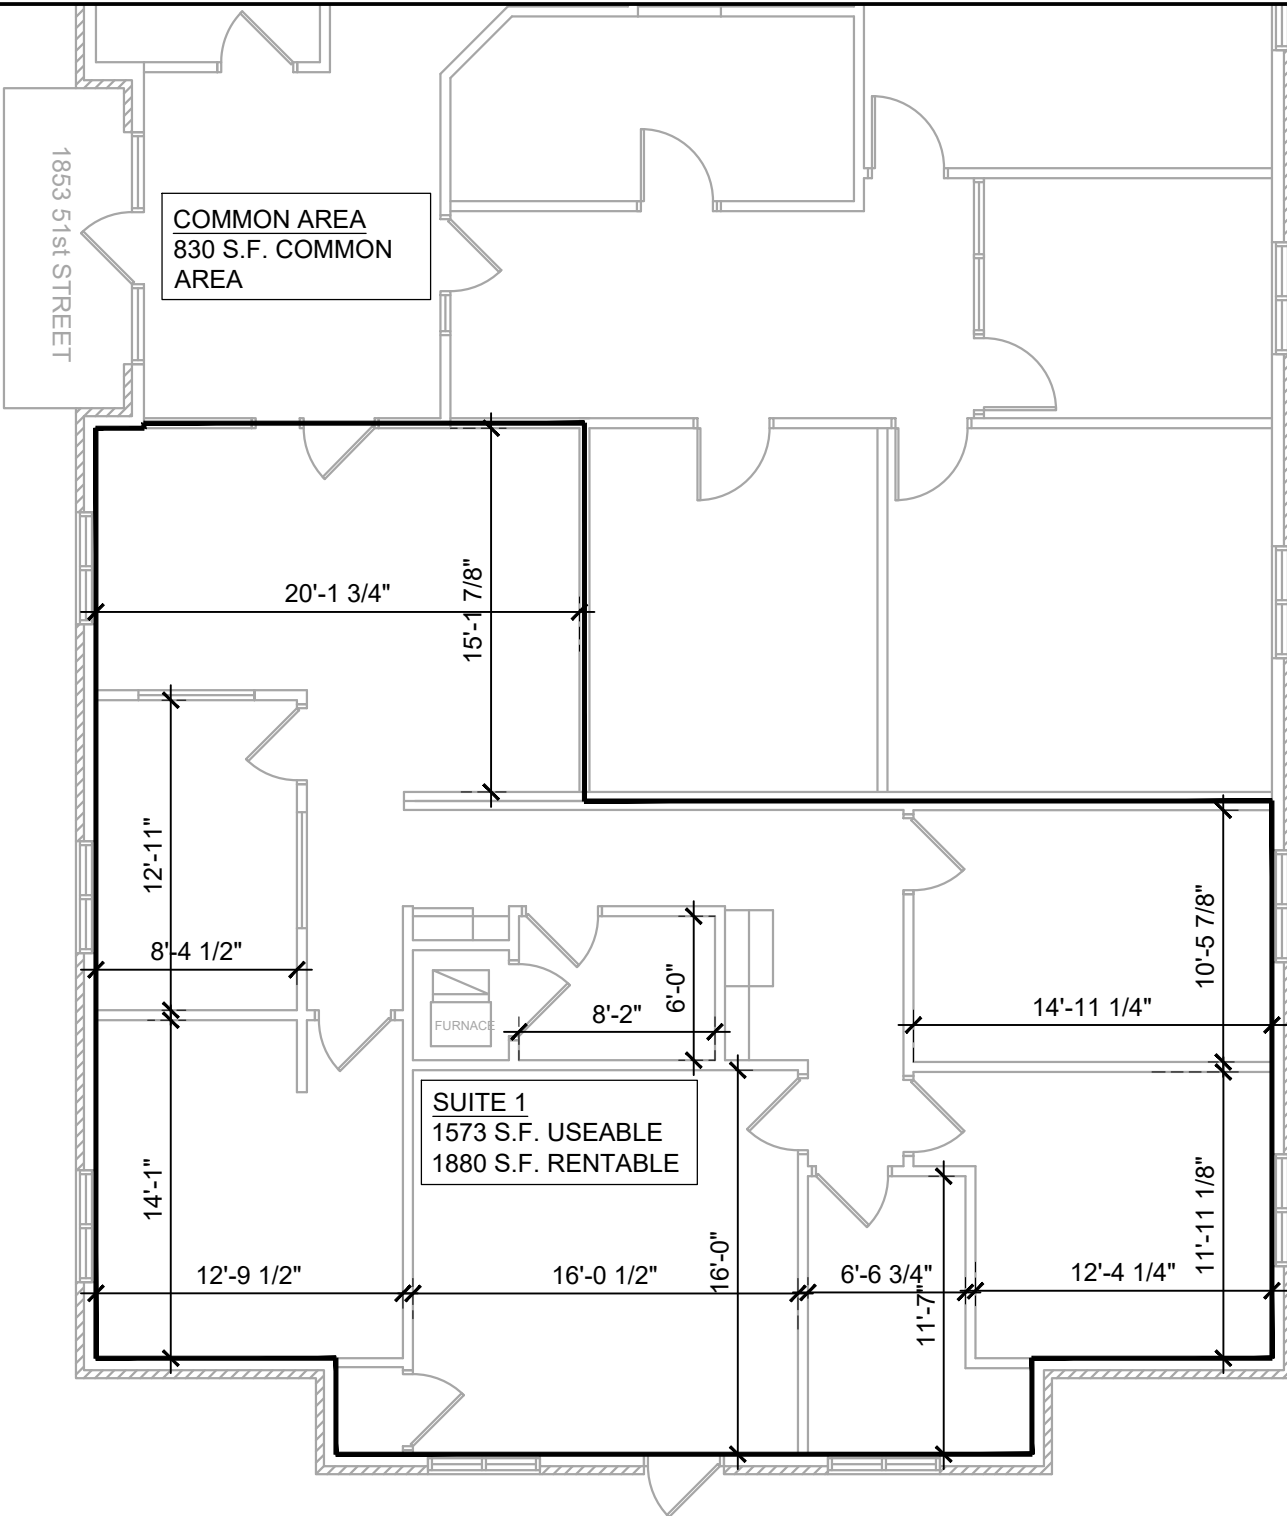 1853 51st STREET
COMMON AREA
830 S.F. COMMON
AREA
20'-1 3/4"
15'-1 7/8"
12'-11"
8'-4 1/2"
6'-0"
8'-2"
FURNACE
10'-5 7/8"
14'-11 1/4"
SUITE 1
1573 S.F. USEABLE
1880 S.F. RENTABLE
14'-1"
12'-9 1/2"
16'-0 1/2"
16'-0"
6'-6 3/4"
11'-7"
12'-4 1/4"
11'-11 1/8"